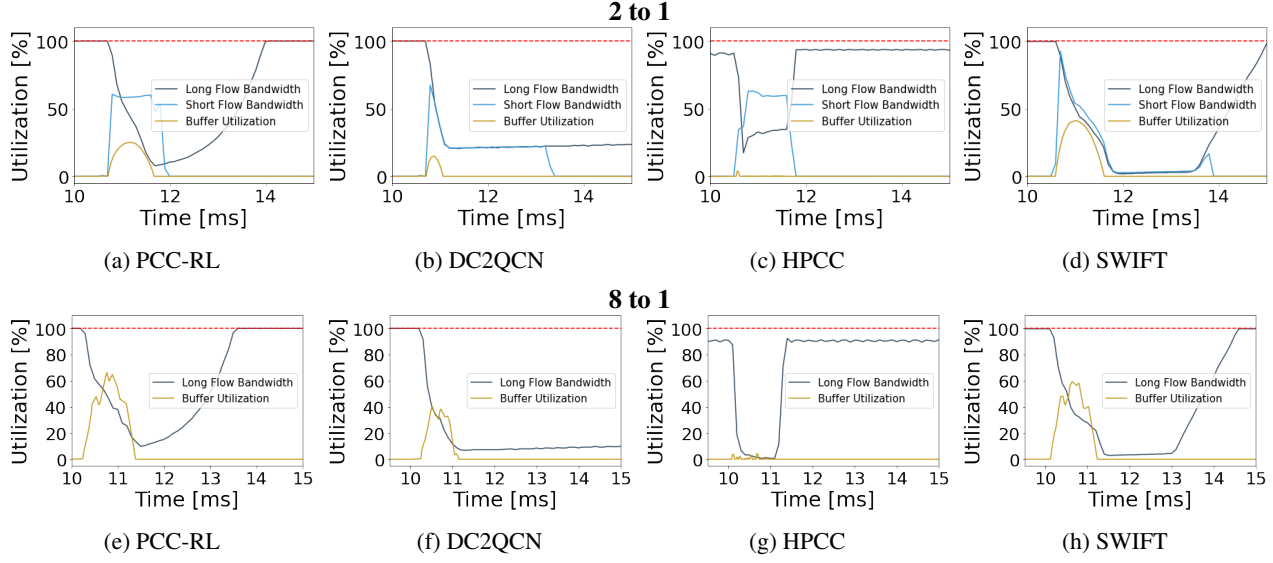 2 to 1
Utilization [%]
100
50
0
10
12
14
Time [ms]
Long Flow Bandwidth
Short Flow Bandwidth
Buffer Utilization
(a) PCC-RL
Utilization [%]
100
50
0
10
12
14
Time [ms]
Long Flow Bandwidth
Short Flow Bandwidth
Buffer Utilization
(b) DC2QCN
Utilization [%]
100
50
0
10
11
12
13
14
15
Time [ms]
Long Flow Bandwidth
Short Flow Bandwidth
Buffer Utilization
(c) HPCC
Utilization [%]
100
50
0
10
11
12
13
14
15
Time [ms]
Long Flow Bandwidth
Short Flow Bandwidth
Buffer Utilization
(d) SWIFT
8 to 1
Utilization [%]
100
80
60
40
20
0
10
11
12
13
14
15
Time [ms]
Long Flow Bandwidth
Buffer Utilization
(e) PCC-RL
Utilization [%]
100
80
60
40
20
0
10
11
12
13
14
15
Time [ms]
Long Flow Bandwidth
Buffer Utilization
(f) DC2QCN
Utilization [%]
100
80
60
40
20
0
10
11
12
13
14
15
Time [ms]
Long Flow Bandwidth
Buffer Utilization
(g) HPCC
Utilization [%]
100
80
60
40
20
0
10
11
12
13
14
15
Time [ms]
Long Flow Bandwidth
Buffer Utilization
(h) SWIFT